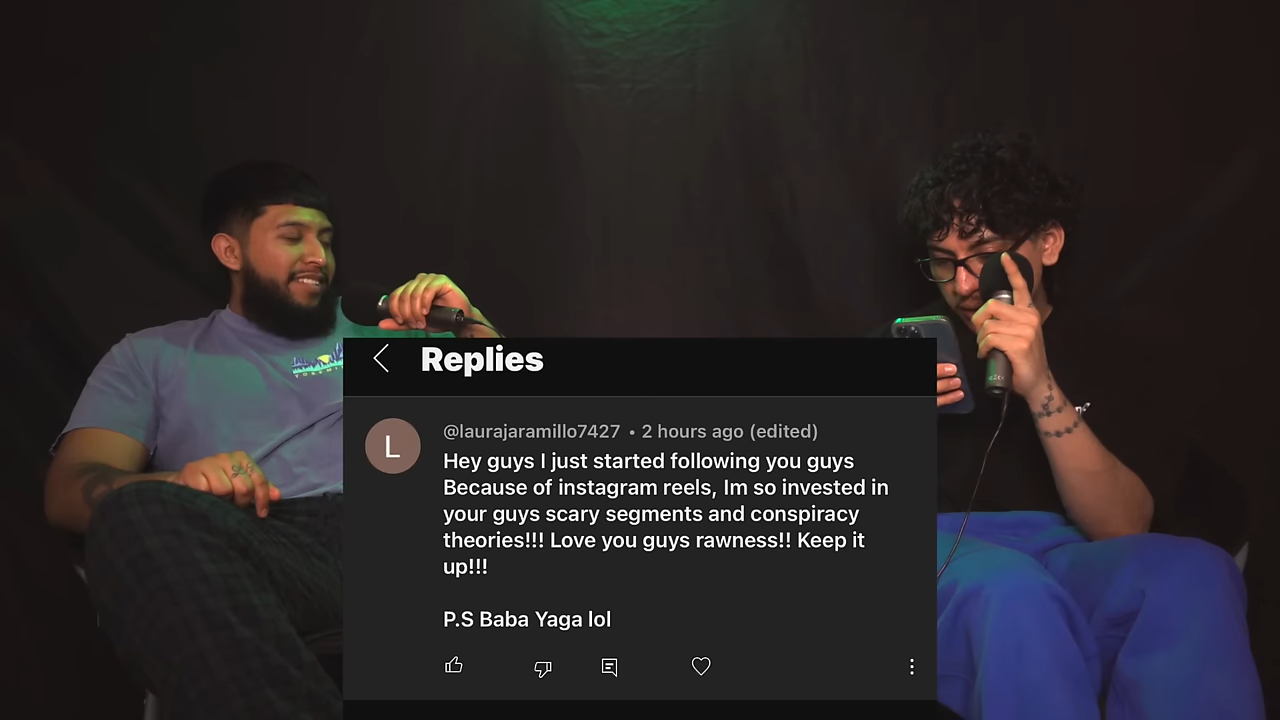 Replies
@laurajaramillo7427 • 2 hours ago (edited)
Hey guys I just started following you guys
Because of instagram reels, Im so invested in
your guys scary segments and conspiracy
theories!!! Love you guys rawness!! Keep it
up!!!
P.S Baba Yaga lol
L